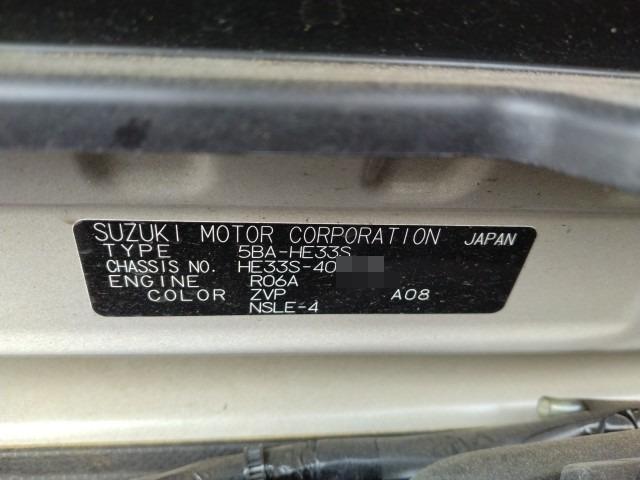 SUZUKI MOTOR CORPORATION JAPAN
TYPE 5BA-HE33S
CHASSIS NO. HE33S-40
ENGINE R06A
COLOR ZVP A08
NSLE-4